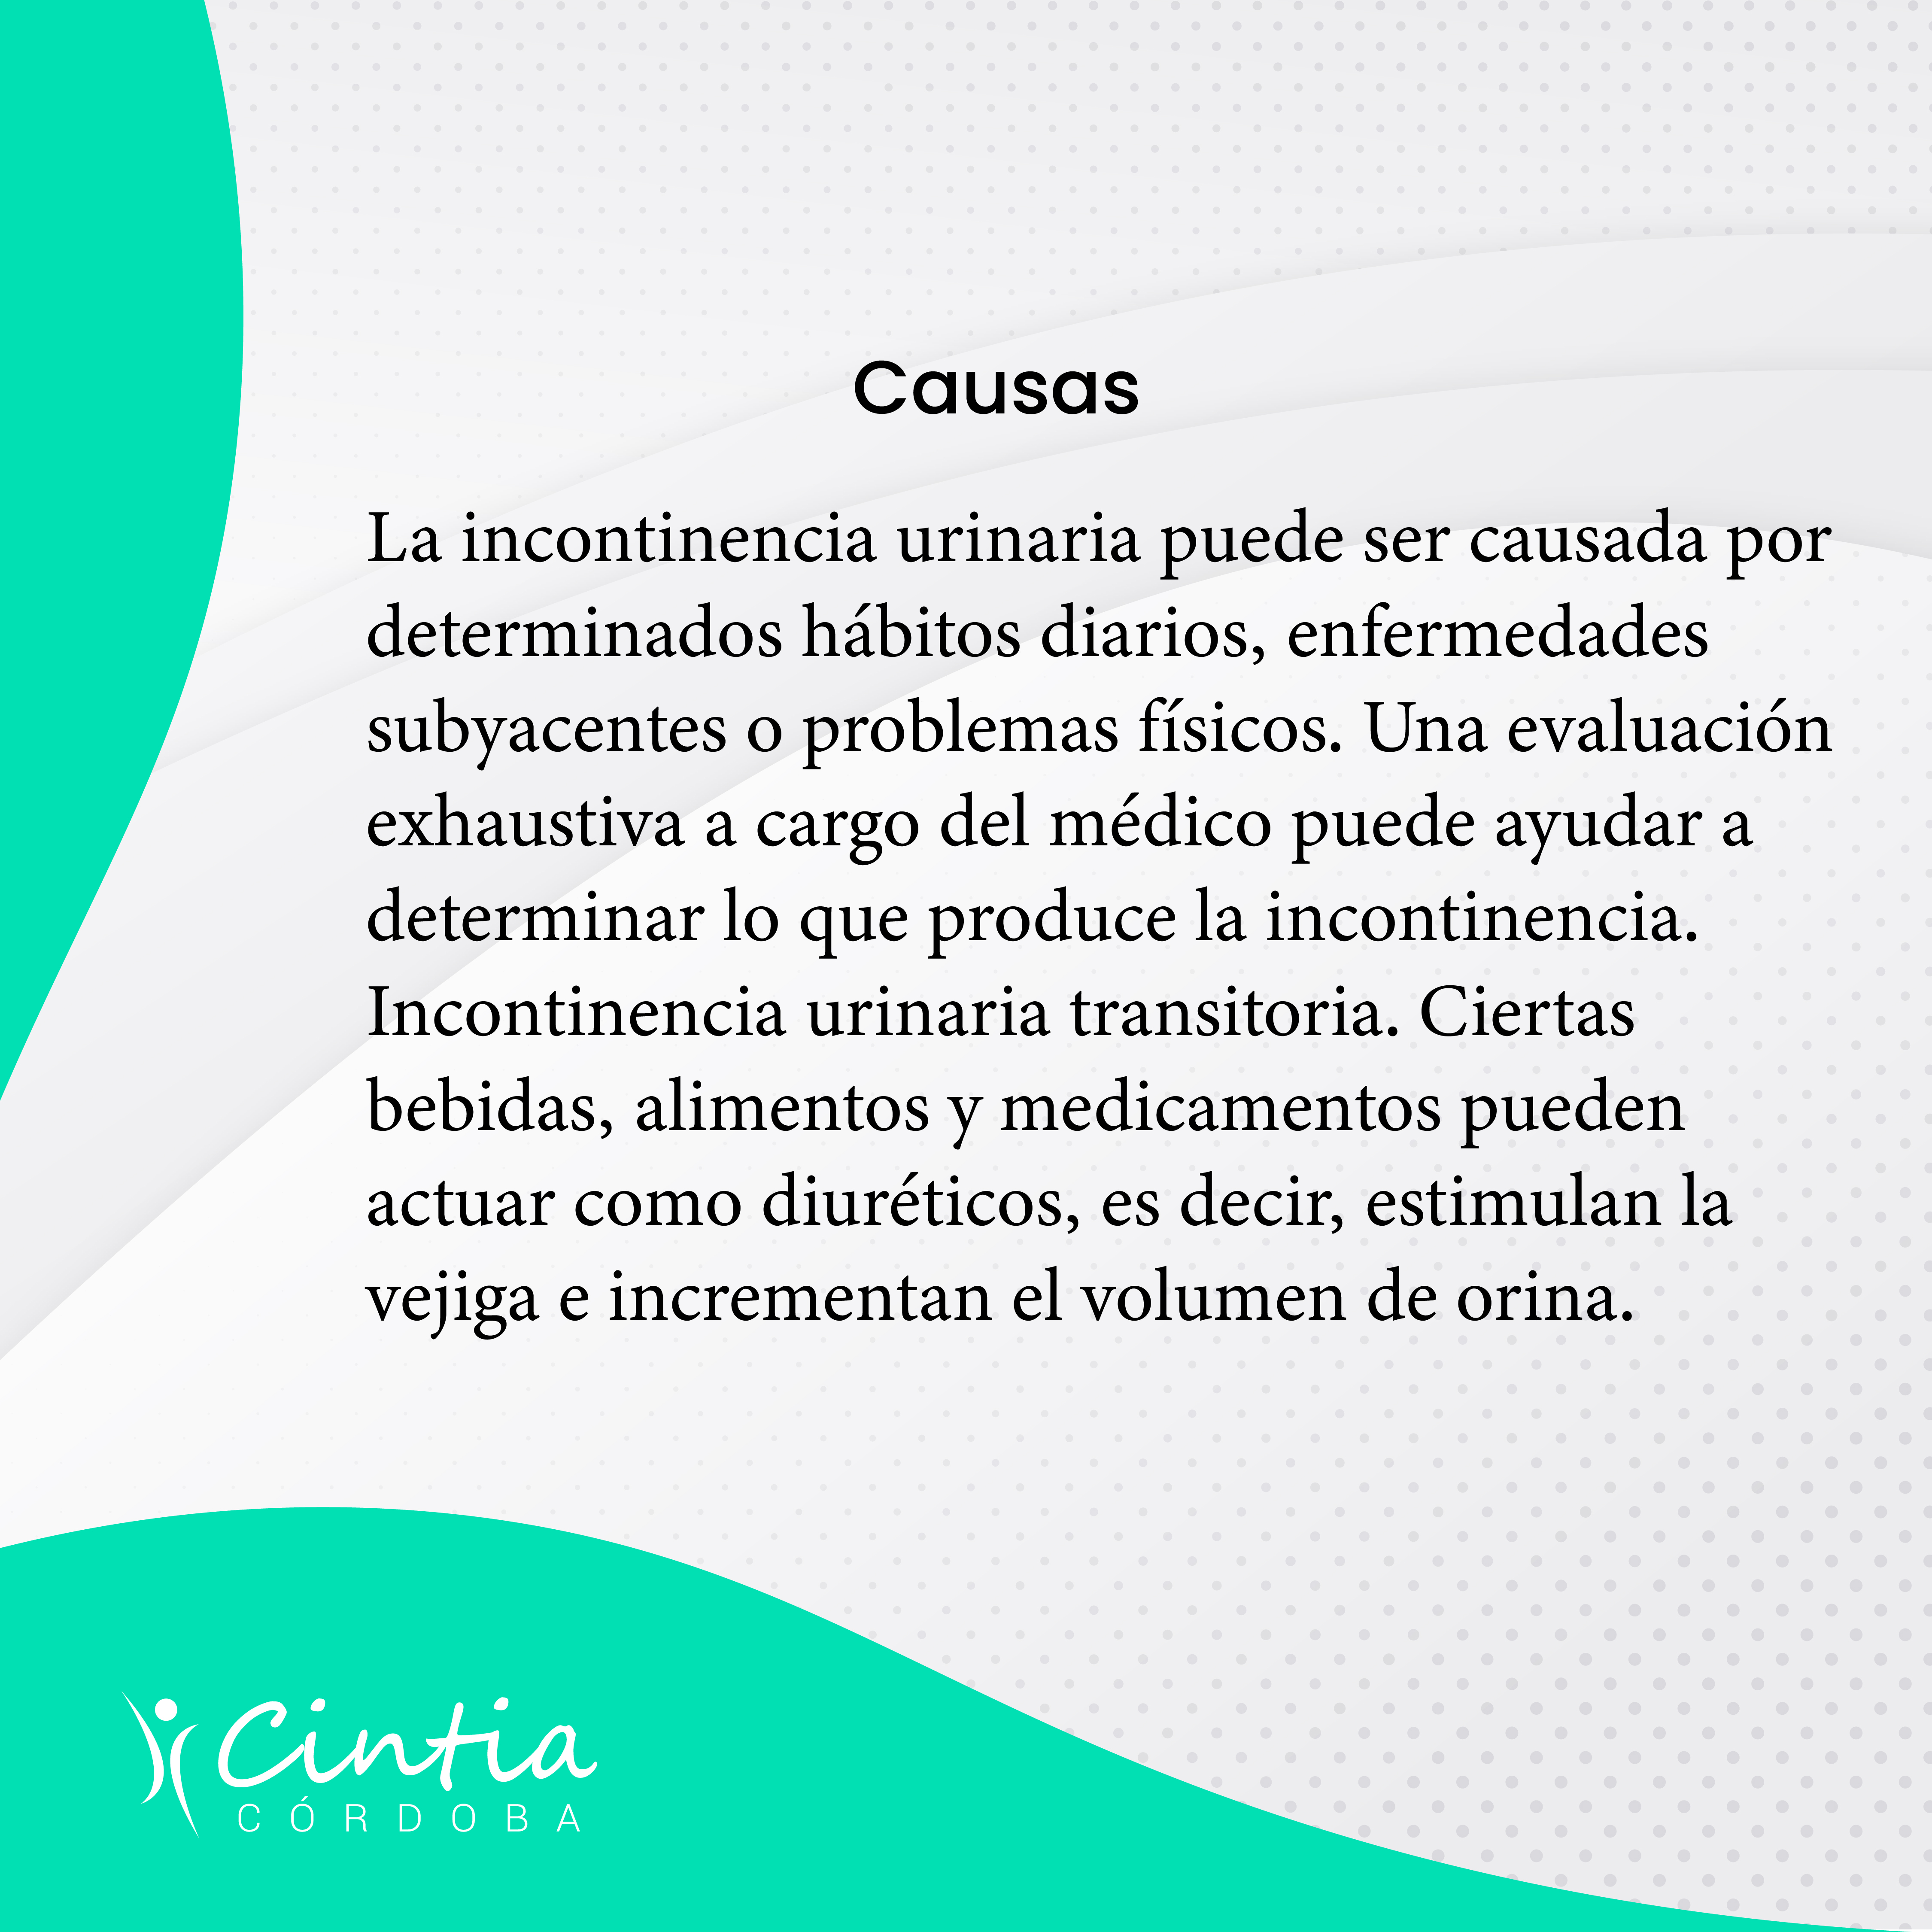 Causas
La incontinencia urinaria puede ser causada por
determinados hábitos diarios, enfermedades
subyacentes o problemas físicos. Una evaluación
exhaustiva a cargo del médico puede ayudar a
determinar lo que produce la incontinencia.
Incontinencia urinaria transitoria. Ciertas
bebidas, alimentos y medicamentos pueden
actuar como diuréticos, es decir, estimulan la
vejiga e incrementan el volumen de orina.
Cintia
CÓRDOBA